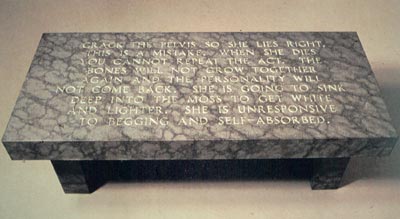 CRACK THE PELVIS SO SHE LIES RIGHT,
THIS IS A MISTAKE. WHEN SHE DIES
YOU CANNOT REPEAT THE ACT. THE
BONES WILL NOT GROW TOGETHER
AGAIN AND THE PERSONALITY WILL
NOT COME BACK. SHE IS GOING TO SINK
DEEP INTO THE MOSS TO GET WHITE
AND LIGHTER. SHE IS UNRESPONSIVE
TO BEGGING AND SELF-ABSORBED.